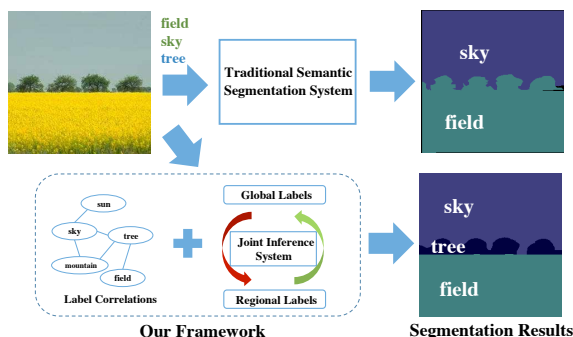 field
sky
tree
Traditional Semantic
Segmentation System
sky
field
sun
sky
tree
mountain
field
Label Correlations
Global Labels
Joint Inference
System
Regional Labels
sky
tree
field
Our Framework
Segmentation Results